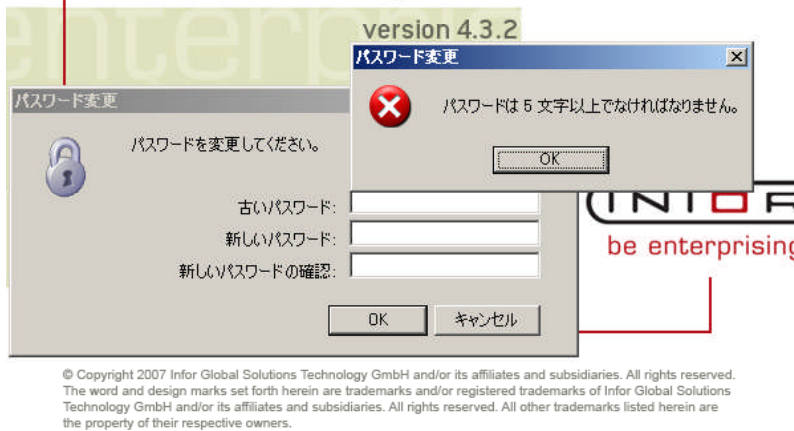 enterpr
version 4.3.2
パスワード変更
パスワードは 5 文字以上でなければなりません。
OK
パスワード変更
パスワードを変更してください。
古いパスワード:
新しいパスワード:
新しいパスワードの確認:
OK キャンセル
INFOR
be enterprising
© Copyright 2007 Infor Global Solutions Technology GmbH and/or its affiliates and subsidiaries. All rights reserved.
The word and design marks set forth herein are trademarks and/or registered trademarks of Infor Global Solutions
Technology GmbH and/or its affiliates and subsidiaries. All rights reserved. All other trademarks listed herein are
the property of their respective owners.